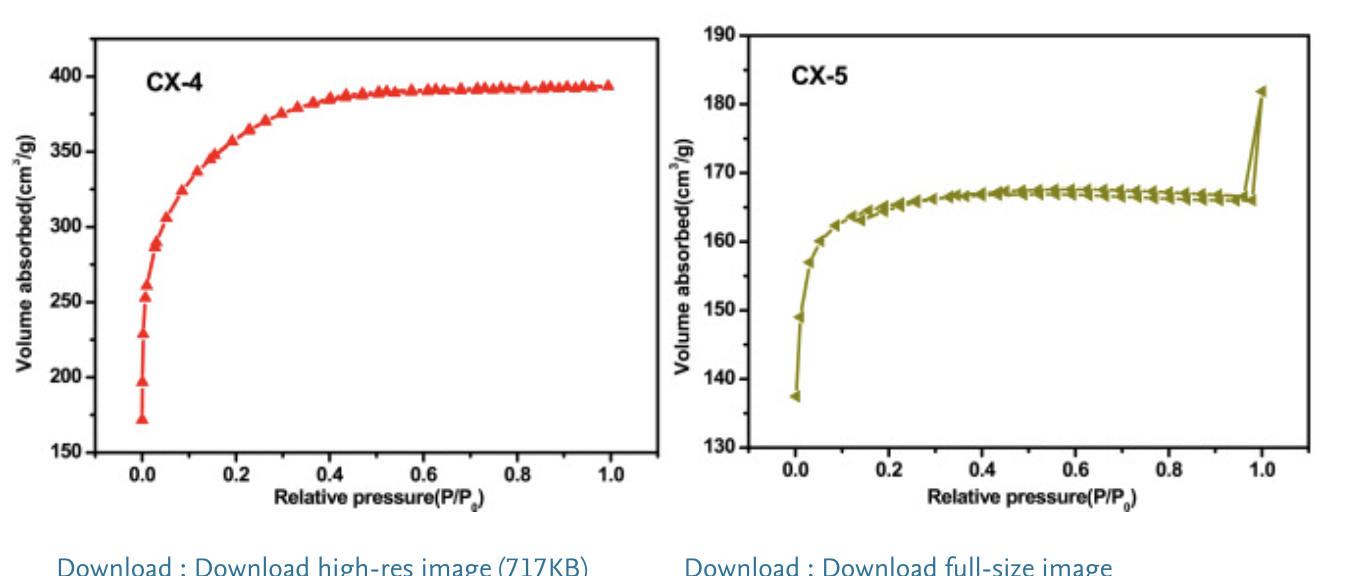 CX-4
400
350
300
250
200
150
Volume absorbed(cm³/g)
0.0 0.2 0.4 0.6 0.8 1.0
Relative pressure(P/P₀)
CX-5
190
180
170
160
150
140
130
Volume absorbed(cm³/g)
0.0 0.2 0.4 0.6 0.8 1.0
Relative pressure(P/P₀)
Download : Download high-res image (717KB)
Download : Download full-size image